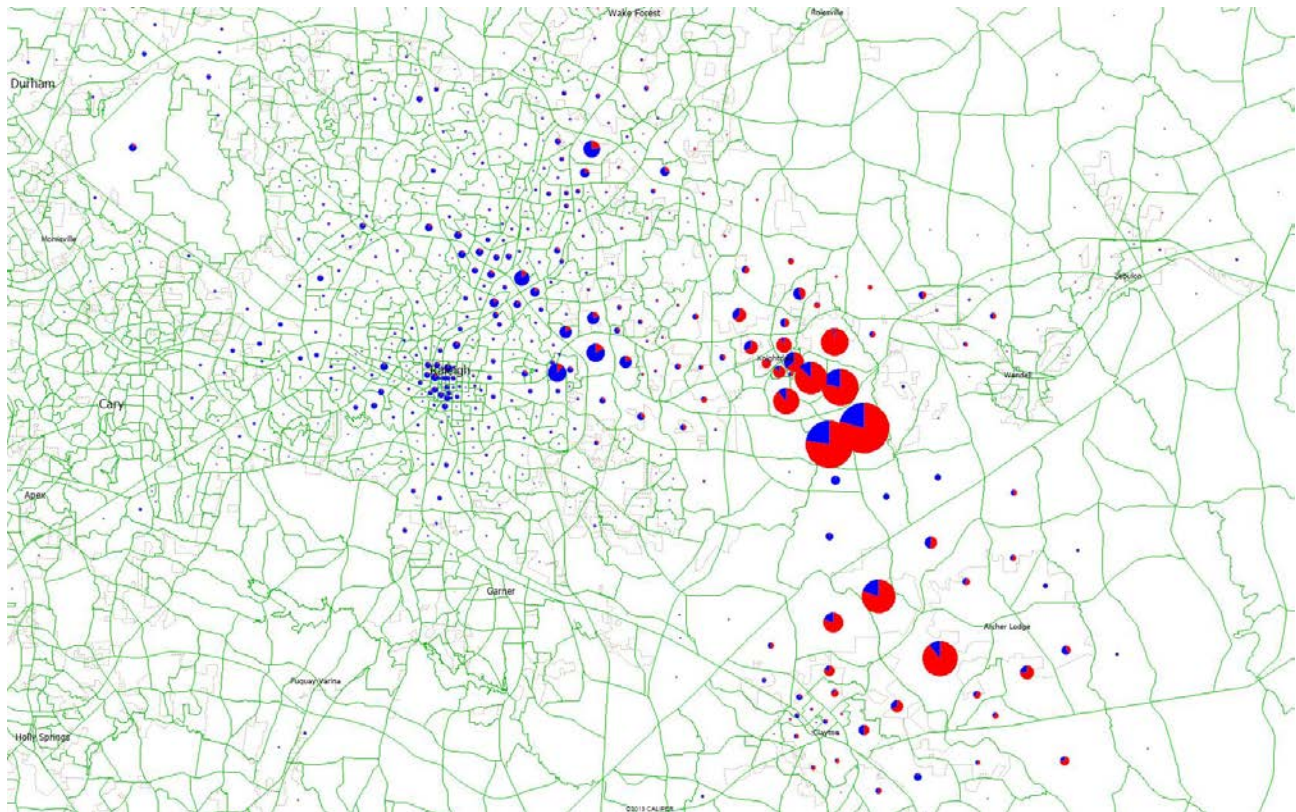 Wake Forest
Rolesville
Durham
Morrisville
Zebulon
Raleigh
Wendell
Cary
Apex
Garner
Archer Lodge
Fuquay-Varina
Holly Springs
Clayton
©2013 CALIPER